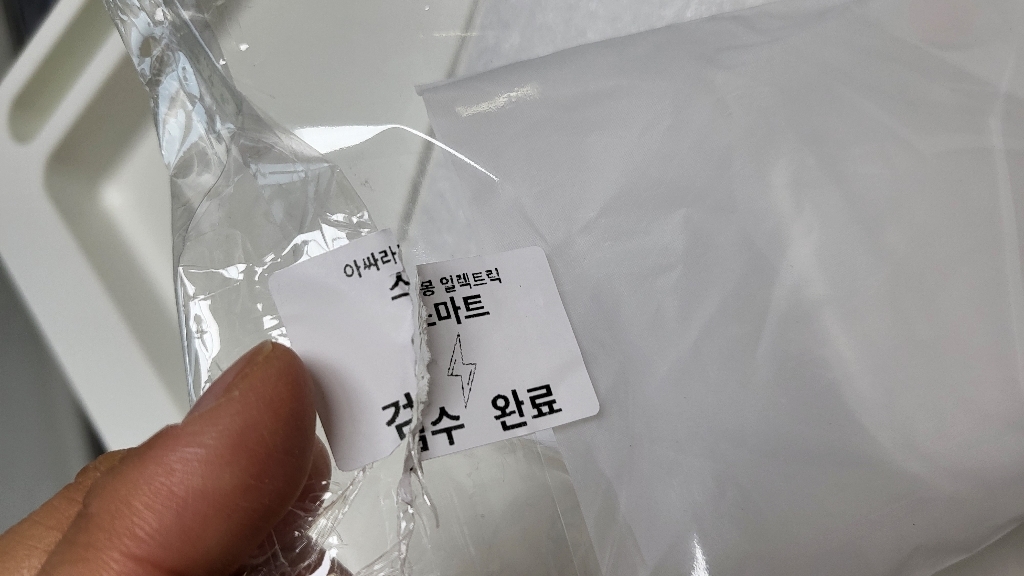 아싸라몽 일렉트릭
스마트
검수 완료